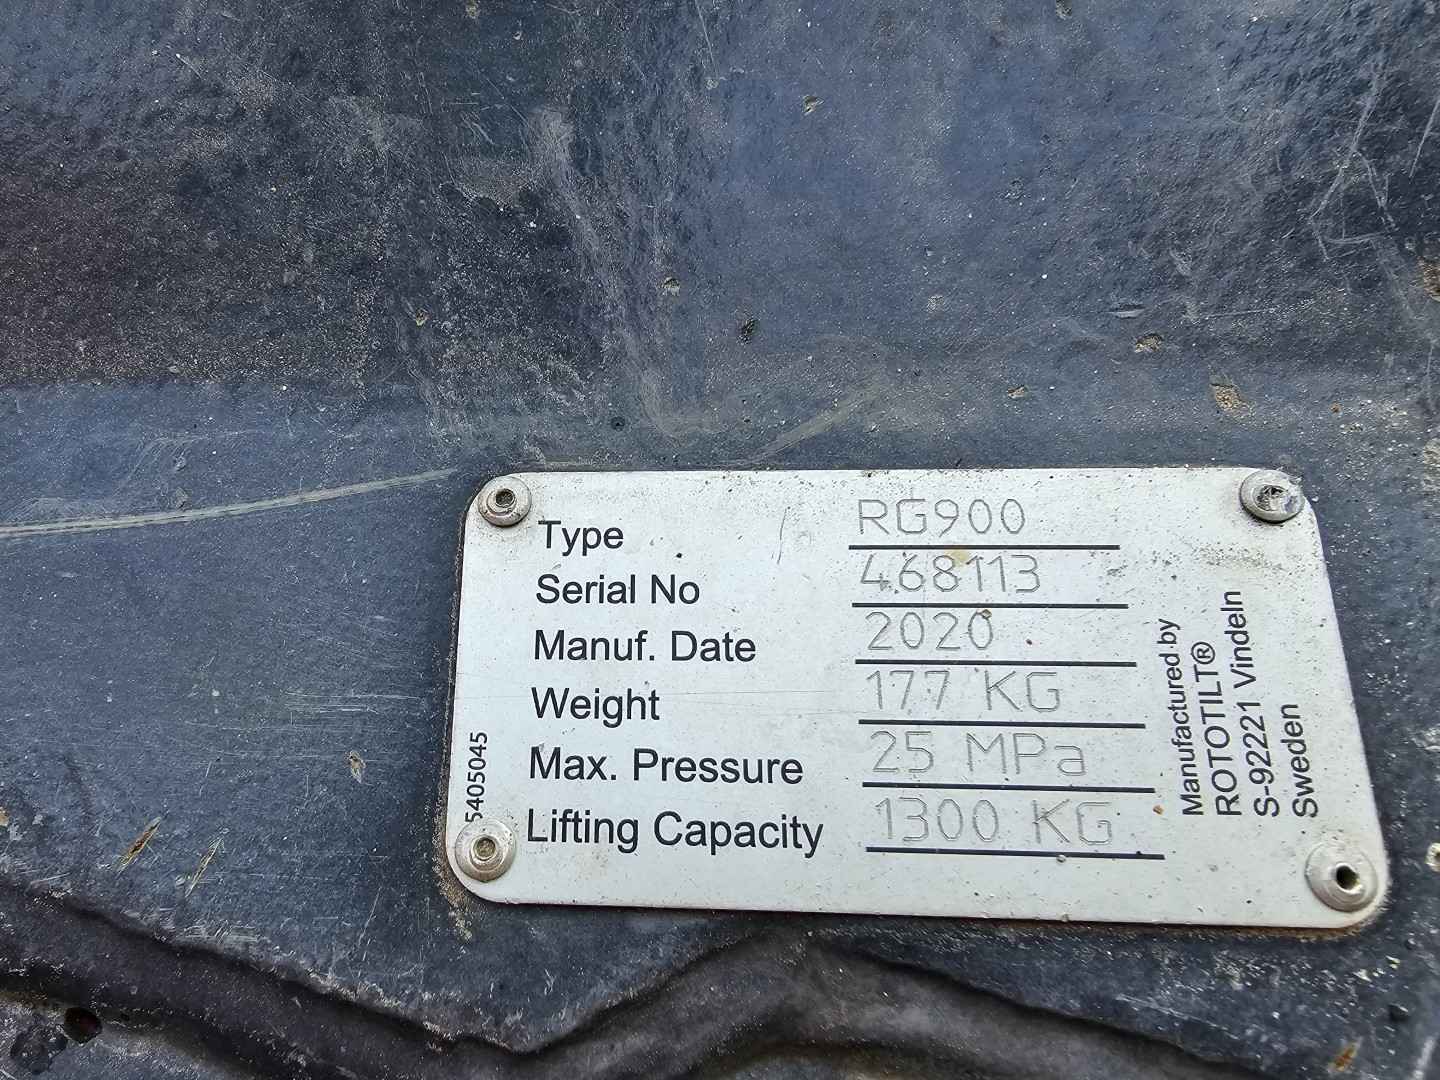 Type RG900
Serial No 468113
Manuf. Date 2020
Weight 177 KG
Max. Pressure 25 MPa
Lifting Capacity 1300 KG
5405045
Manufactured by
ROTOTILT®
S-92221 Vindeln
Sweden